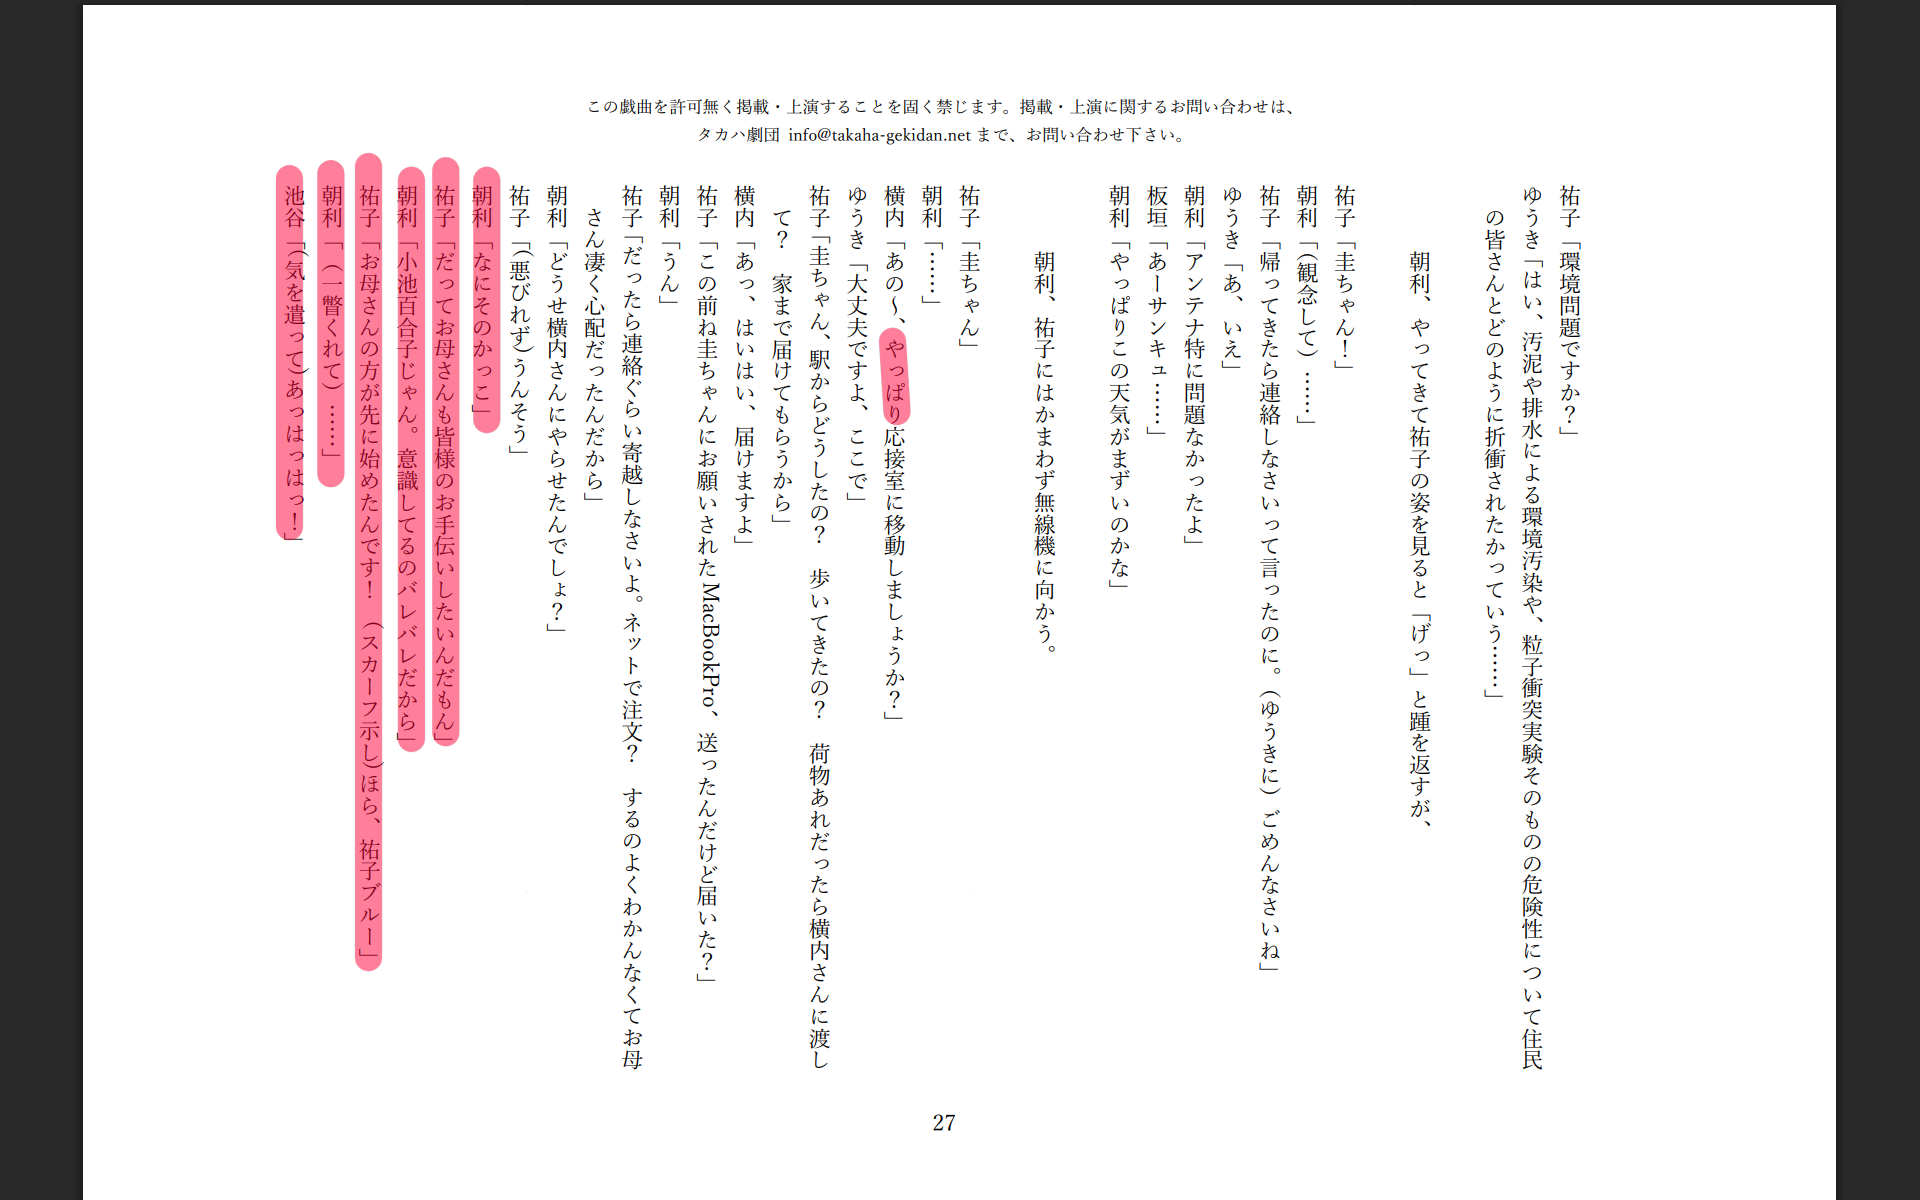 この戯曲を許可無く掲載・上演することを固く禁じます。掲載・上演に関するお問い合わせは、
タカハ劇団 info@takaha-gekidan.net まで、お問い合わせ下さい。
祐子「環境問題ですか？」
ゆうき「はい、汚泥や排水による環境汚染や、粒子衝突実験そのものの危険性について住民
の皆さんとどのように折衝されたかっていう……」
朝利、やってきて祐子の姿を見ると「げっ」と踵を返すが、
祐子「圭ちゃん！」
朝利「（観念して）……」
祐子「帰ってきたら連絡しなさいって言ったのに。（ゆうきに）ごめんなさいね」
ゆうき「あ、いえ」
朝利「アンテナ特に問題なかったよ」
板垣「あーサンキュ……」
朝利「やっぱりこの天気がまずいのかな」
朝利、祐子にはかまわず無線機に向かう。
祐子「圭ちゃん」
朝利「……」
横内「あの～、やっぱり応接室に移動しましょうか？」
ゆうき「大丈夫ですよ、ここで」
祐子「圭ちゃん、駅からどうしたの？　歩いてきたの？　荷物あれだったら横内さんに渡し
て？　家まで届けてもらうから」
横内「あっ、はいはい、届けますよ」
祐子「この前ね圭ちゃんにお願いされたMacBookPro、送ったんだけど届いた？」
朝利「うん」
祐子「だったら連絡ぐらい寄越しなさいよ。ネットで注文？　するのよくわかんなくてお母
さん凄く心配だったんだから」
朝利「どうせ横内さんにやらせたんでしょ？」
祐子「（悪びれず）うんそう」
朝利「なにそのかっこ」
祐子「だってお母さんも皆様のお手伝いしたいんだもん」
朝利「小池百合子じゃん。意識してるのバレバレだから」
祐子「お母さんの方が先に始めたんです！　（スカーフ示し）ほら、祐子ブルー」
朝利「（一瞥くれて）……」
池谷「（気を遣って）あっはっはっ！」
27